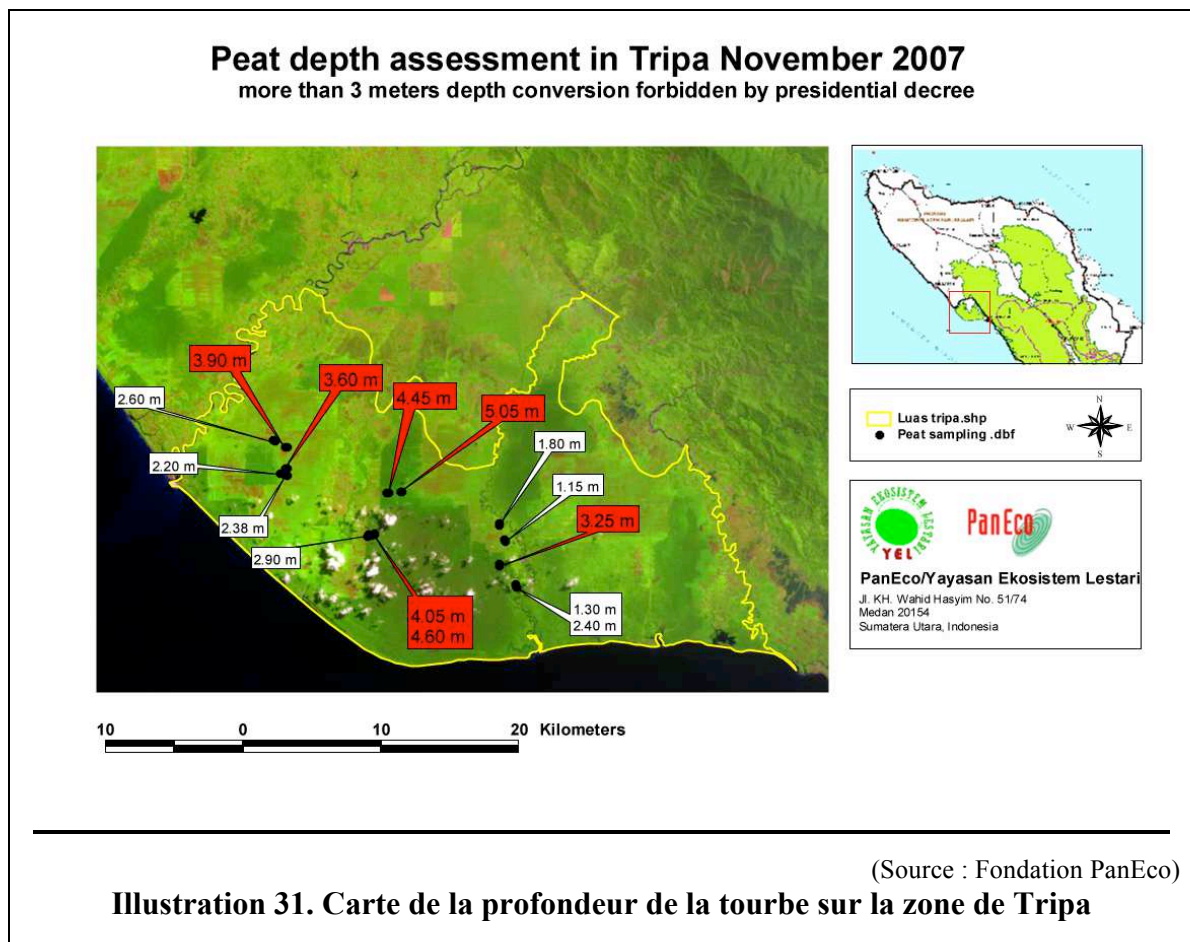 Peat depth assessment in Tripa November 2007
more than 3 meters depth conversion forbidden by presidential decree
3.90 m
3.60 m
4.45 m
5.05 m
2.60 m
1.80 m
2.20 m
1.15 m
3.25 m
2.38 m
2.90 m
4.05 m
4.60 m
1.30 m
2.40 m
Luas tripa.shp
Peat sampling .dbf
N
W
E
S
YAYASAN EKOSISTEM LESTARI
YEL
PanEco
PanEco/Yayasan Ekosistem Lestari
Jl. KH. Wahid Hasyim No. 51/74
Medan 20154
Sumatera Utara, Indonesia
10 0 10 20 Kilometers
(Source : Fondation PanEco)
Illustration 31. Carte de la profondeur de la tourbe sur la zone de Tripa